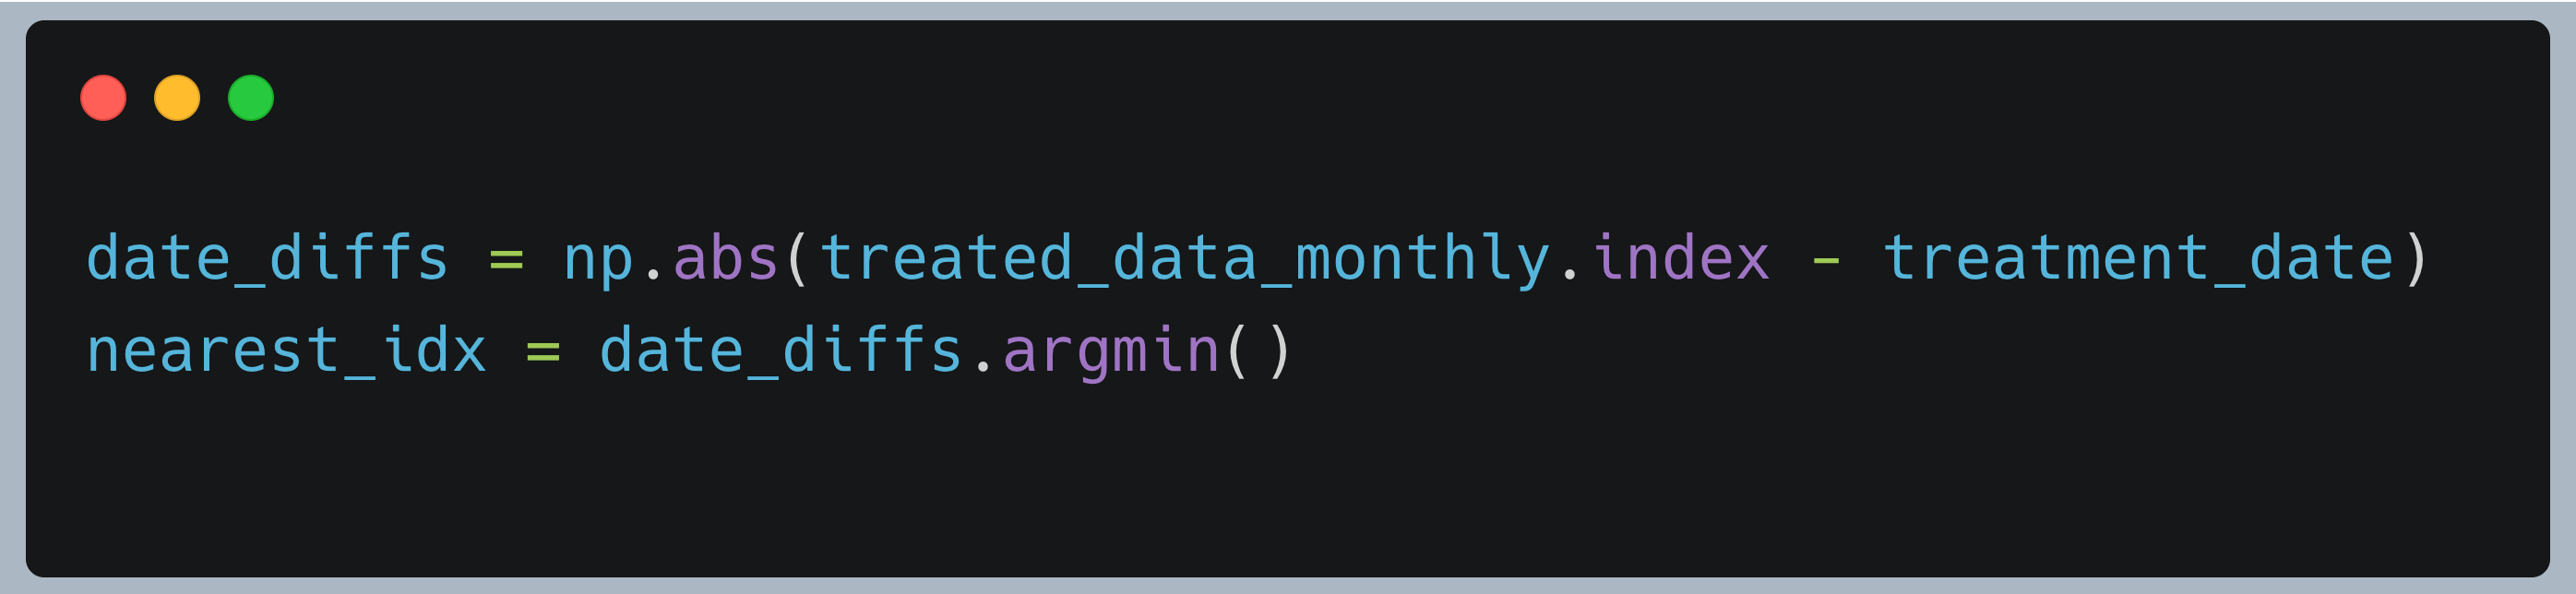 date_diffs = np.abs(treated_data_monthly.index - treatment_date)
nearest_idx = date_diffs.argmin()